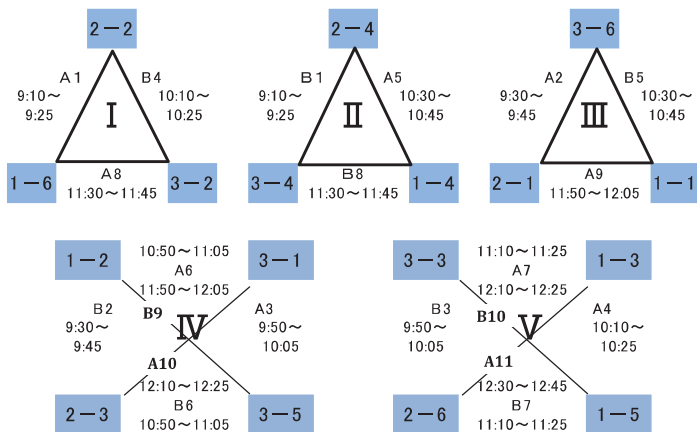 2－2
A1
9:10～
9:25
B4
10:10～
10:25
Ⅰ
1－6
3－2
A8
11:30～11:45
2－4
B1
9:10～
9:25
A5
10:30～
10:45
Ⅱ
3－4
1－4
B8
11:30～11:45
3－6
A2
9:30～
9:45
B5
10:30～
10:45
Ⅲ
2－1
1－1
A9
11:50～12:05
1－2
3－1
10:50～11:05
A6
11:50～12:05
B9
B2
9:30～
9:45
Ⅳ
A3
9:50～
10:05
A10
12:10～12:25
B6
10:50～11:05
2－3
3－5
3－3
1－3
11:10～11:25
A7
12:10～12:25
B10
B3
9:50～
10:05
Ⅴ
A4
10:10～
10:25
A11
12:30～12:45
B7
11:10～11:25
2－6
1－5